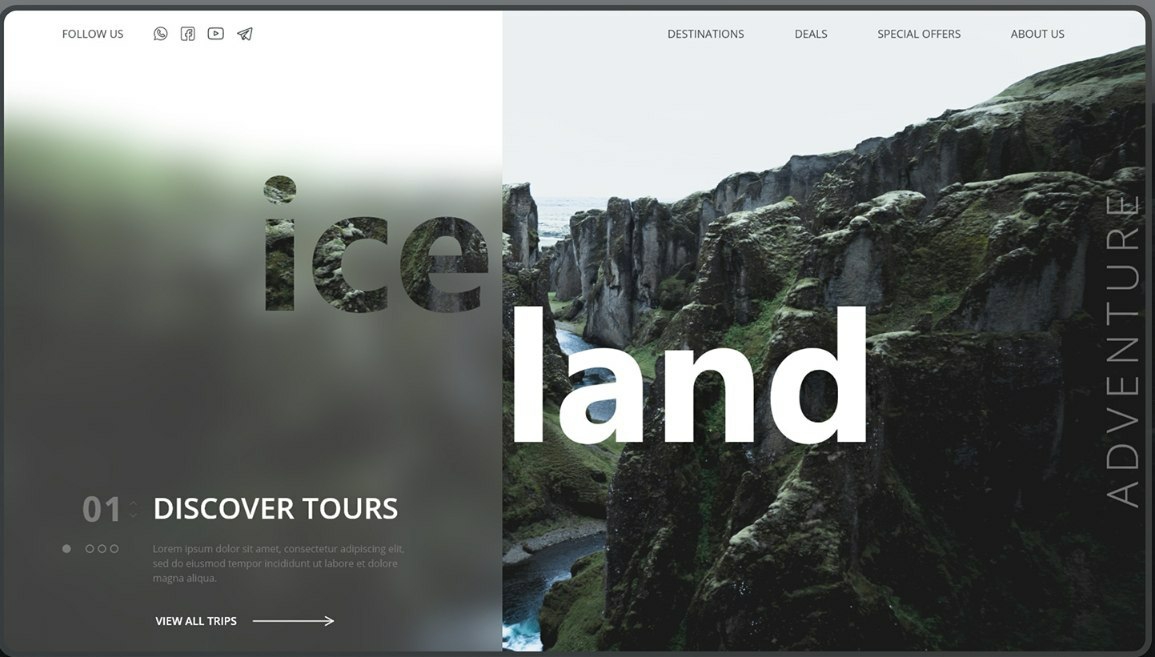 FOLLOW US
DESTINATIONS DEALS SPECIAL OFFERS ABOUT US
ice
land
ADVENTURE
01 DISCOVER TOURS
Lorem ipsum dolor sit amet, consectetur adipiscing elit,
sed do eiusmod tempor incididunt ut labore et dolore
magna aliqua.
VIEW ALL TRIPS